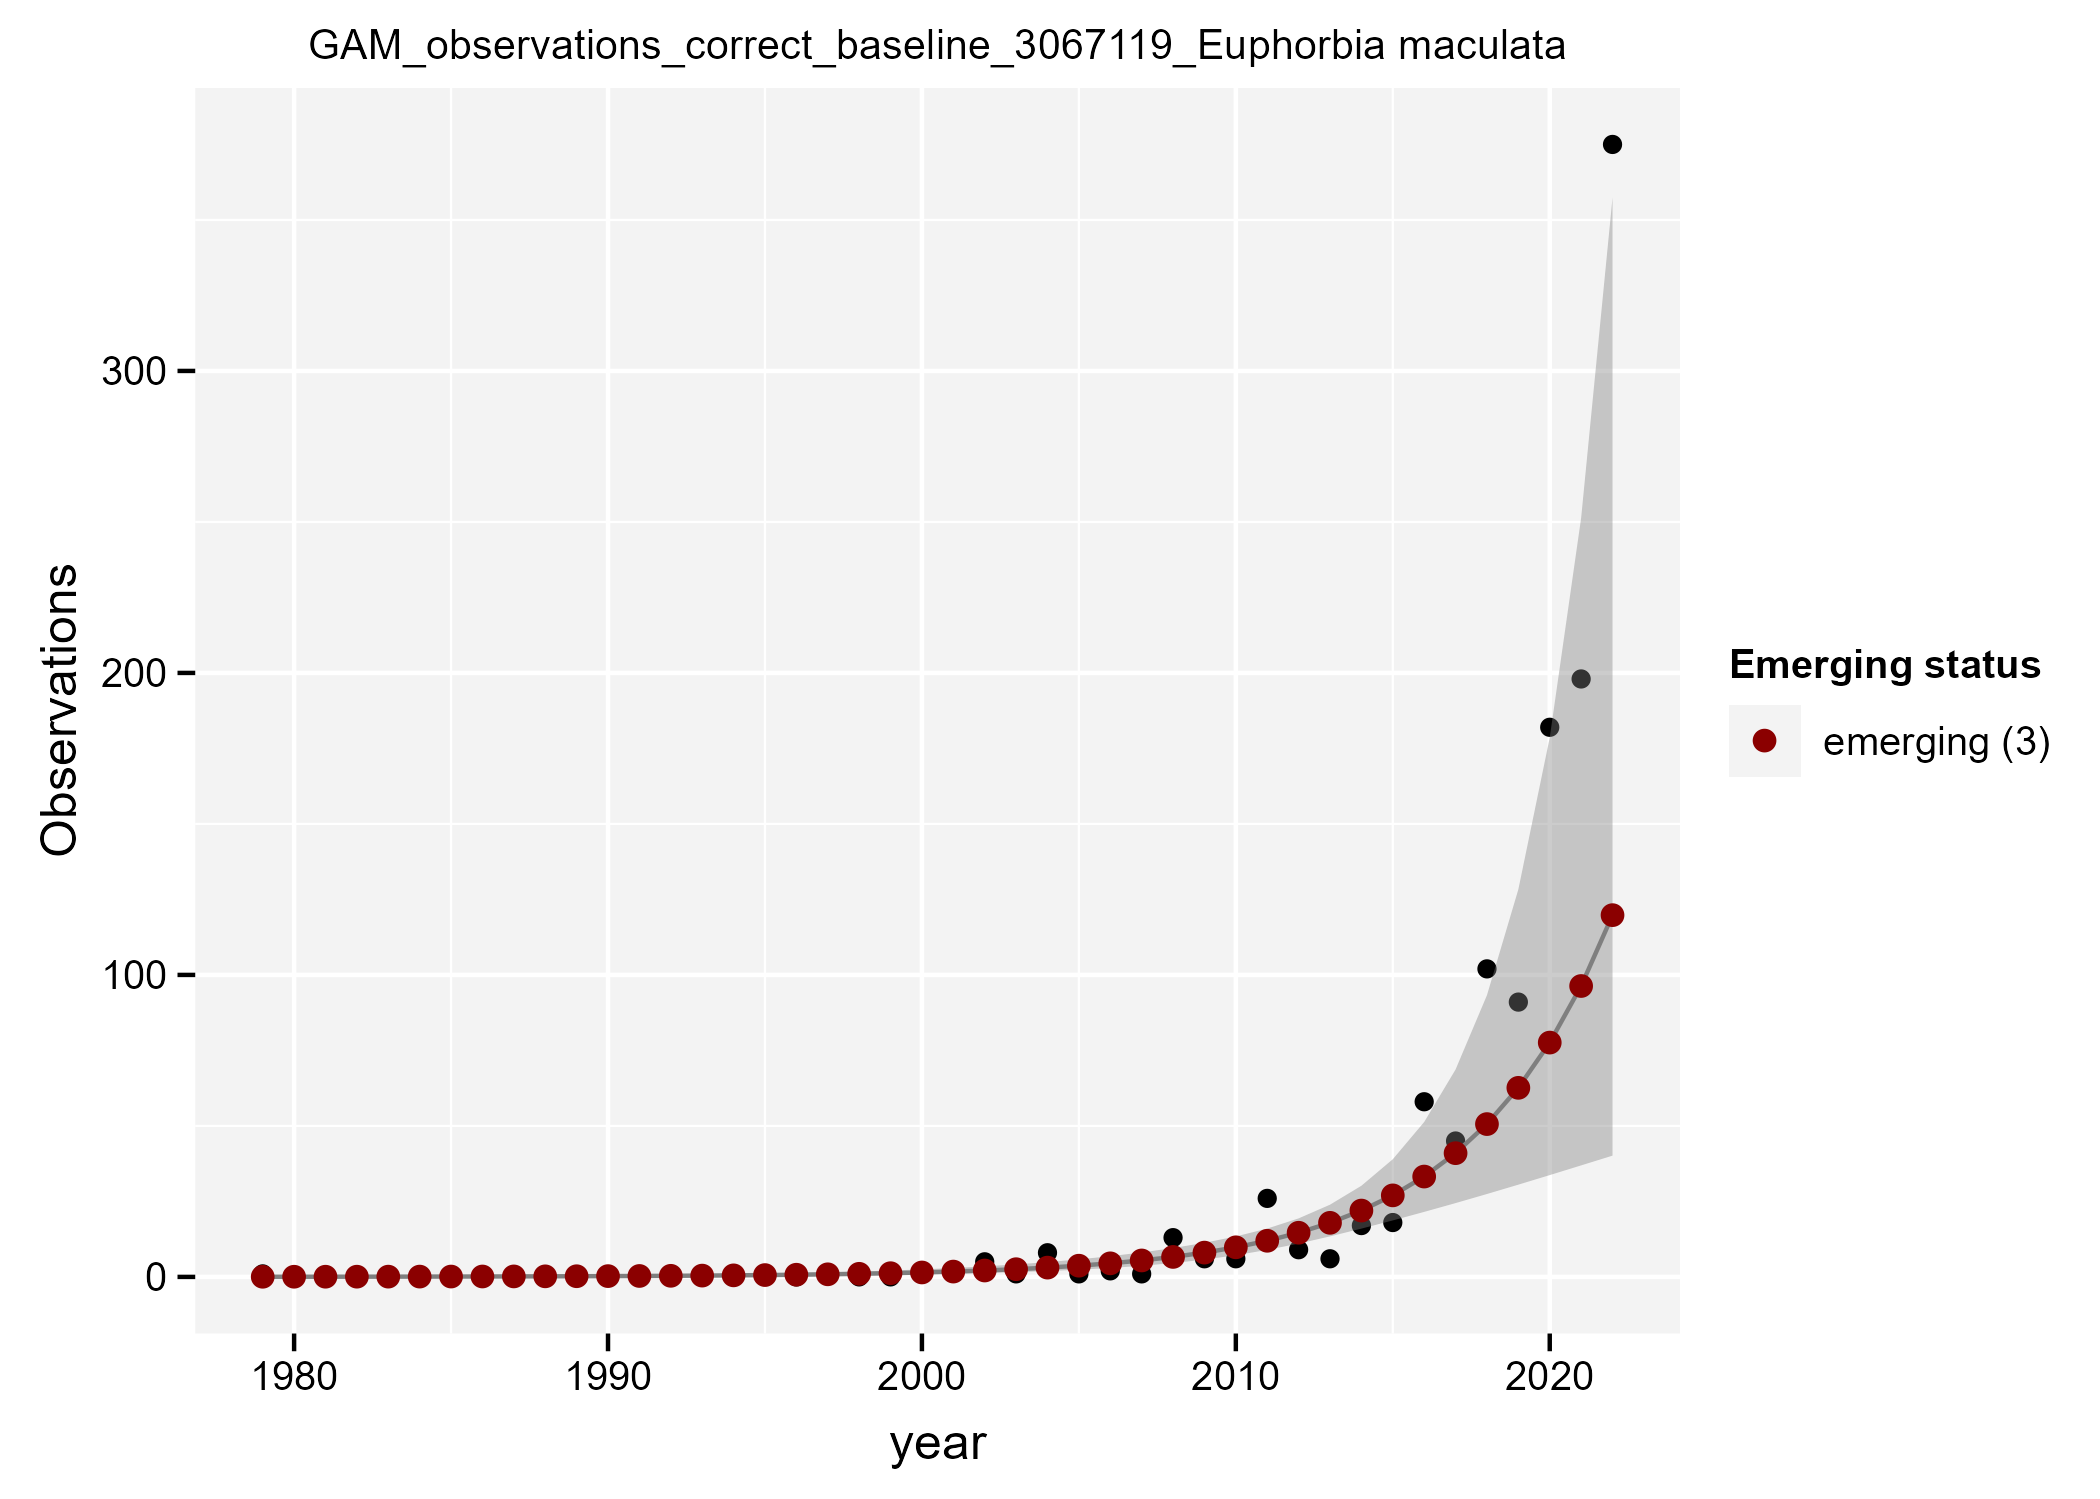 GAM_observations_correct_baseline_3067119_Euphorbia maculata
Observations
300
200
100
0
1980 1990 2000 2010 2020
year
Emerging status
emerging (3)